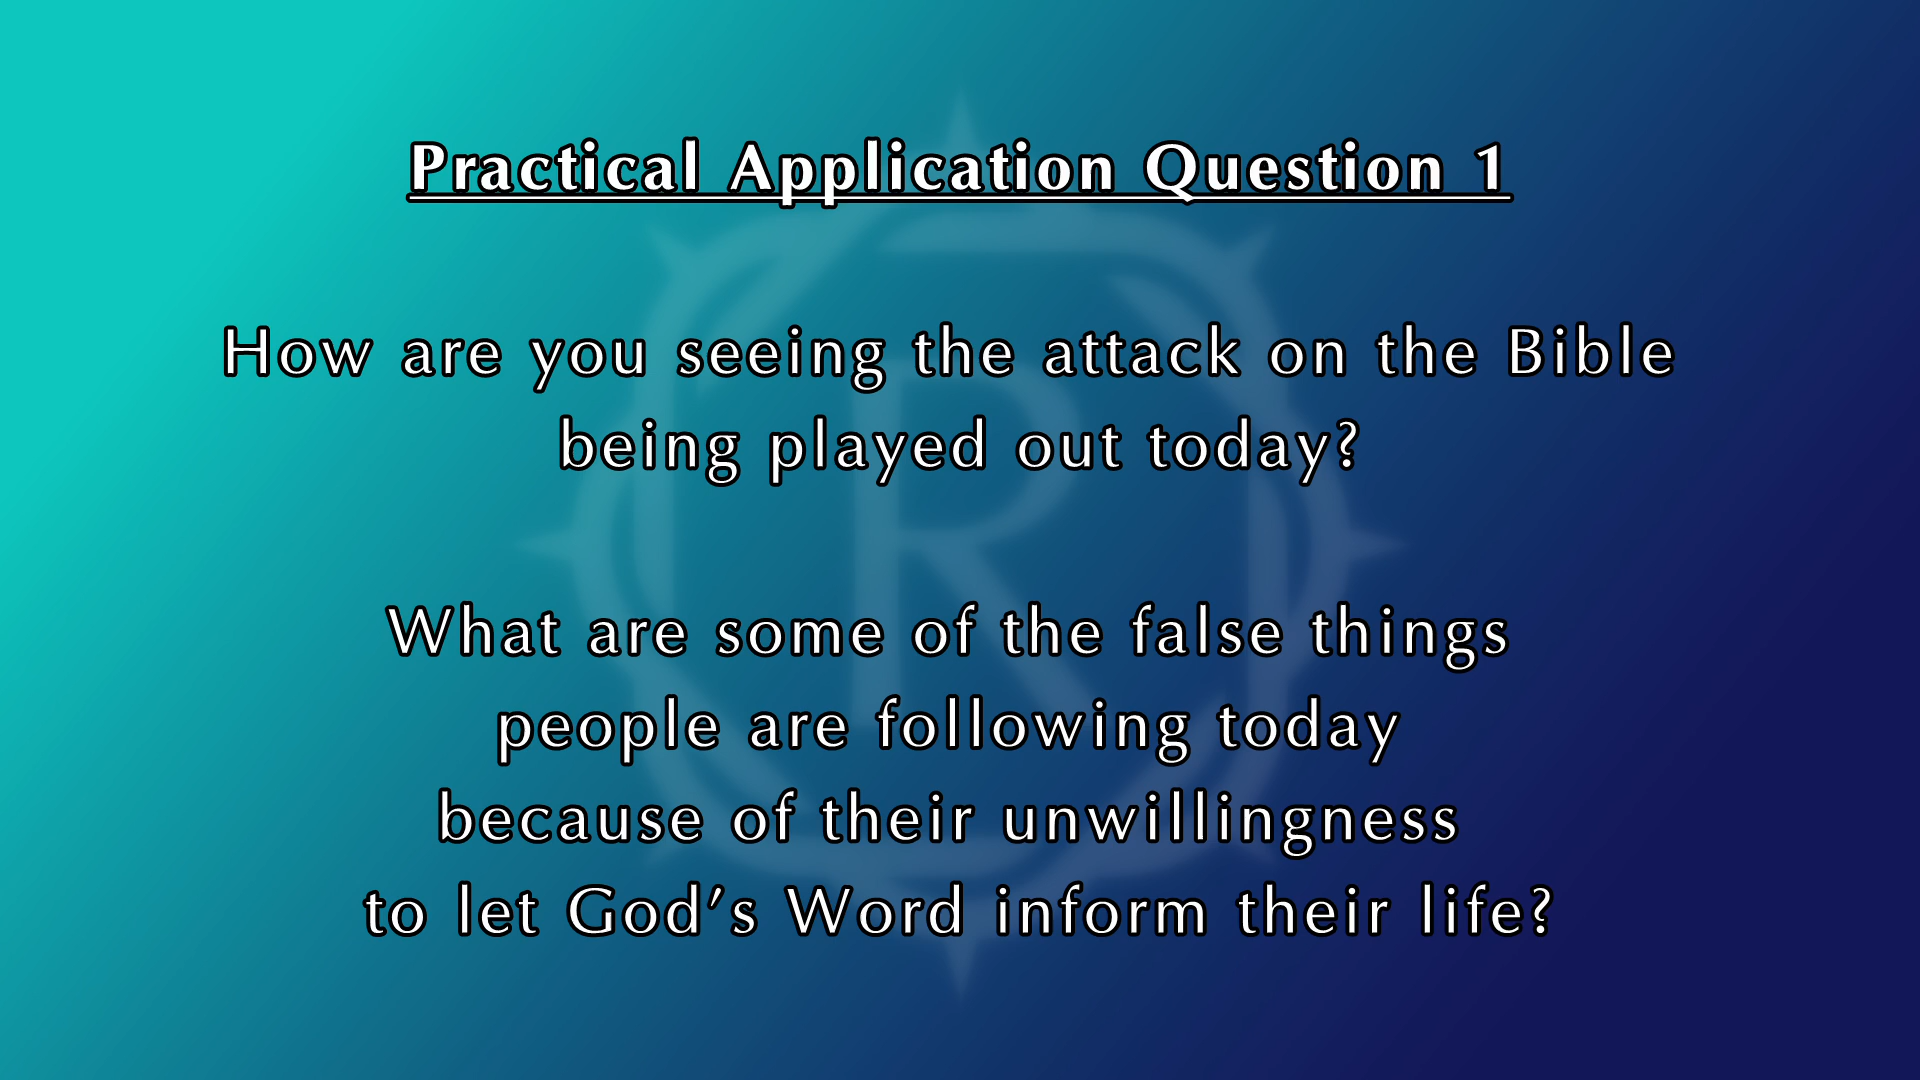 Practical Application Question 1
How are you seeing the attack on the Bible
being played out today?
What are some of the false things
people are following today
because of their unwillingness
to let God's Word inform their life?
R